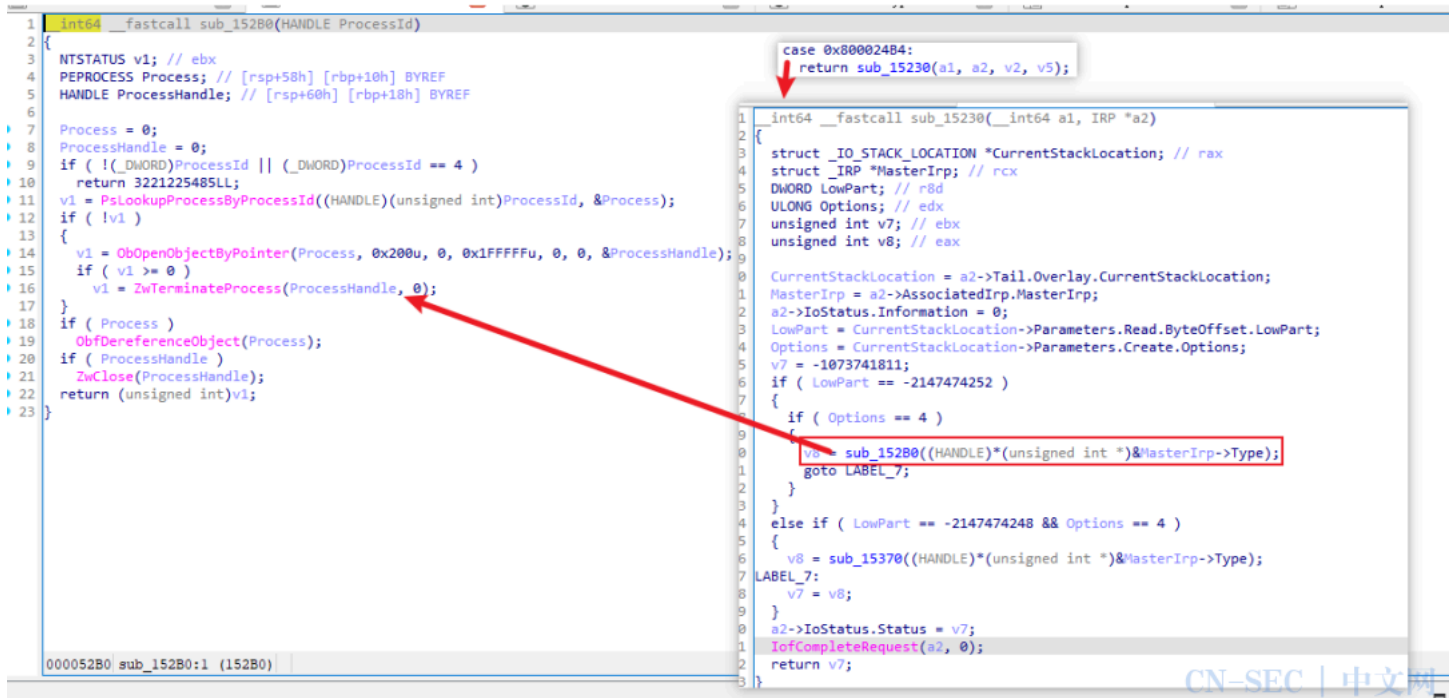 1 __int64 __fastcall sub_152B0(HANDLE ProcessId)
2 {
3 NTSTATUS v1; // ebx
4 PEPROCESS Process; // [rsp+58h] [rbp+10h] BYREF
5 HANDLE ProcessHandle; // [rsp+60h] [rbp+18h] BYREF
6
7 Process = 0;
8 ProcessHandle = 0;
9 if ( !(_DWORD)ProcessId || (_DWORD)ProcessId == 4 )
10 return 3221225485LL;
11 v1 = PsLookupProcessByProcessId((HANDLE)(unsigned int)ProcessId, &Process);
12 if ( !v1 )
13 {
14 v1 = ObOpenObjectByPointer(Process, 0x200u, 0, 0x1FFFFFu, 0, 0, &ProcessHandle);
15 if ( v1 >= 0 )
16 v1 = ZwTerminateProcess(ProcessHandle, 0);
17 }
18 if ( Process )
19 ObfDereferenceObject(Process);
20 if ( ProcessHandle )
21 ZwClose(ProcessHandle);
22 return (unsigned int)v1;
23 }
000052B0 sub_152B0:1 (152B0)
case 0x800024B4:
return sub_15230(a1, a2, v2, v5);
1 __int64 __fastcall sub_15230(__int64 a1, IRP *a2)
2 {
3 struct _IO_STACK_LOCATION *CurrentStackLocation; // rax
4 struct _IRP *MasterIrp; // rcx
5 DWORD LowPart; // r8d
6 ULONG Options; // edx
7 unsigned int v7; // ebx
8 unsigned int v8; // eax
9
0 CurrentStackLocation = a2->Tail.Overlay.CurrentStackLocation;
1 MasterIrp = a2->AssociatedIrp.MasterIrp;
2 a2->IoStatus.Information = 0;
3 LowPart = CurrentStackLocation->Parameters.Read.ByteOffset.LowPart;
4 Options = CurrentStackLocation->Parameters.Create.Options;
5 v7 = -1073741811;
6 if ( LowPart == -2147474252 )
7 {
8 if ( Options == 4 )
9 {
0 v8 = sub_152B0((HANDLE)*(unsigned int *)&MasterIrp->Type);
1 goto LABEL_7;
2 }
3 }
4 else if ( LowPart == -2147474248 && Options == 4 )
5 {
6 v8 = sub_15370((HANDLE)*(unsigned int *)&MasterIrp->Type);
7 LABEL_7:
8 v7 = v8;
9 }
0 a2->IoStatus.Status = v7;
1 IofCompleteRequest(a2, 0);
2 return v7;
3 }
CN-SEC | 中文网